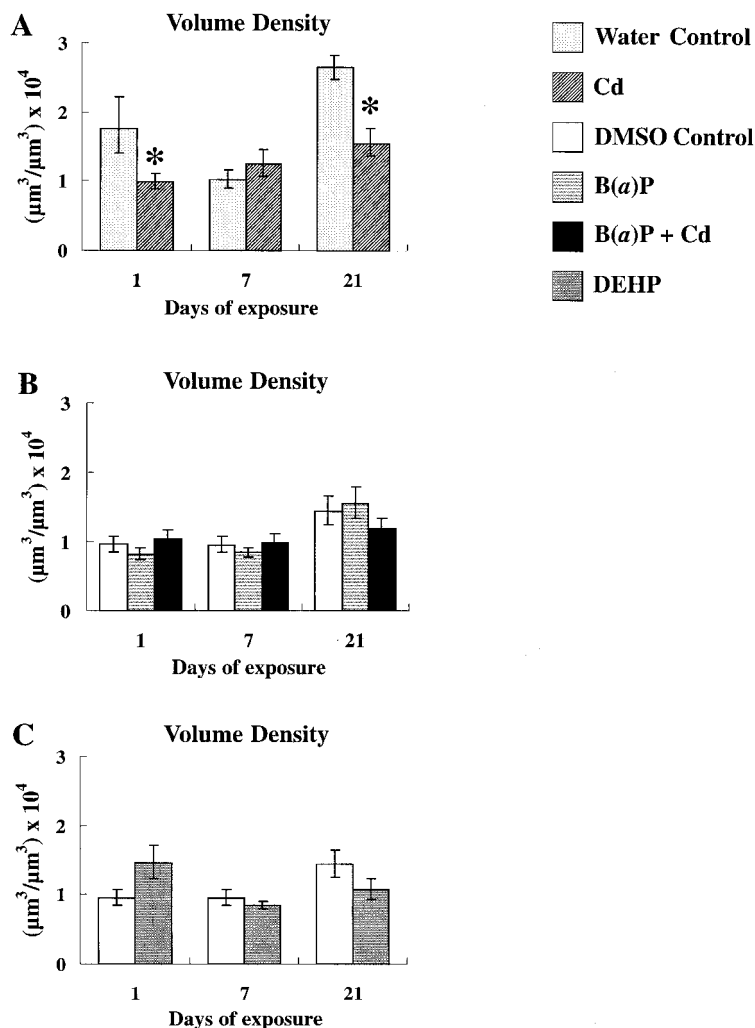 A
Volume Density
3
2
1
0
(μm³/μm³) x 10⁴
*
*
1 7 21
Days of exposure
Water Control
Cd
DMSO Control
B(a)P
B(a)P + Cd
DEHP
B
Volume Density
3
2
1
0
(μm³/μm³) x 10⁴
1 7 21
Days of exposure
C
Volume Density
3
2
1
0
(μm³/μm³) x 10⁴
1 7 21
Days of exposure